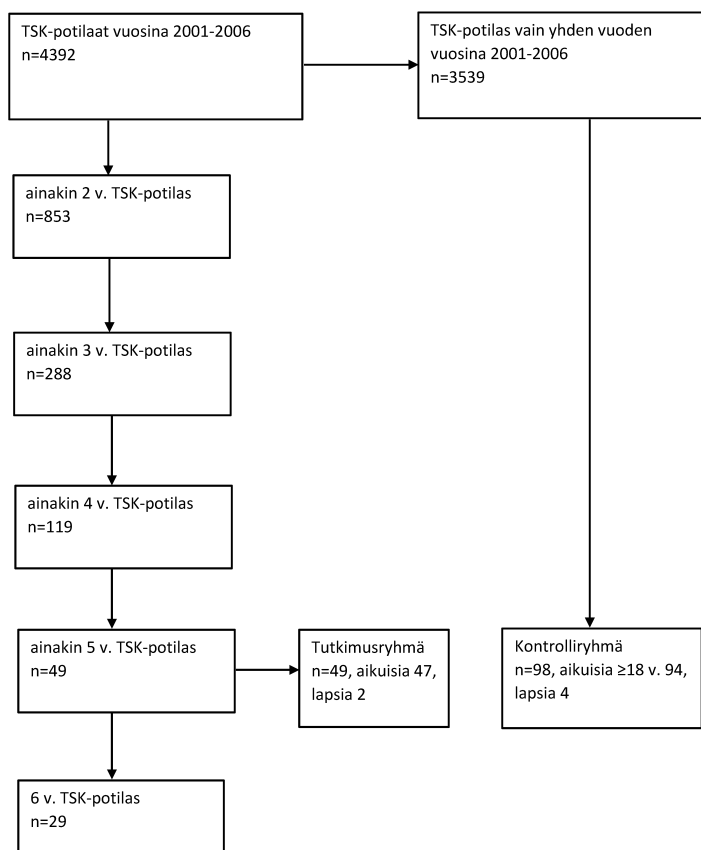 TSK-potilaat vuosina 2001-2006
n=4392
TSK-potilas vain yhden vuoden
vuosina 2001-2006
n=3539
ainakin 2 v. TSK-potilas
n=853
ainakin 3 v. TSK-potilas
n=288
ainakin 4 v. TSK-potilas
n=119
ainakin 5 v. TSK-potilas
n=49
Tutkimusryhmä
n=49, aikuisia 47,
lapsia 2
Kontrolliryhmä
n=98, aikuisia ≥18 v. 94,
lapsia 4
6 v. TSK-potilas
n=29